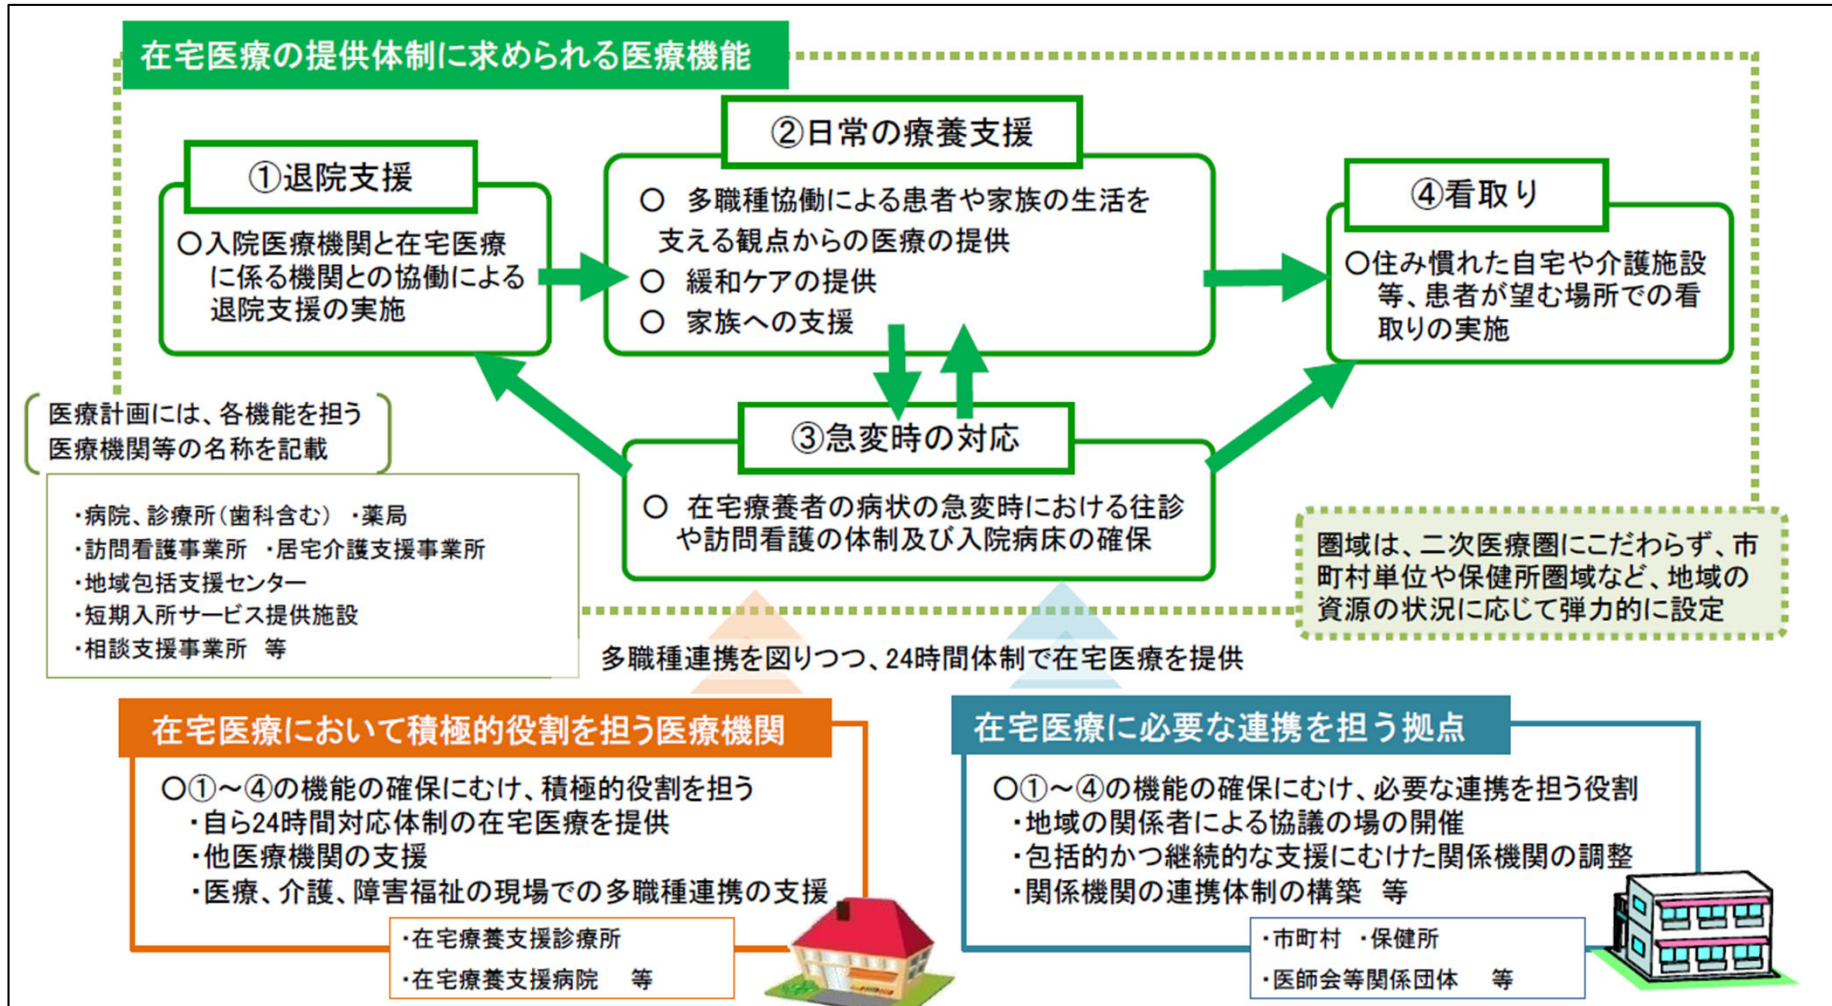 在宅医療の提供体制に求められる医療機能
①退院支援
〇入院医療機関と在宅医療
に係る機関との協働による
退院支援の実施
②日常の療養支援
〇 多職種協働による患者や家族の生活を
支える観点からの医療の提供
〇 緩和ケアの提供
〇 家族への支援
④看取り
〇住み慣れた自宅や介護施設
等、患者が望む場所での看
取りの実施
③急変時の対応
〇 在宅療養者の病状の急変時における往診
や訪問看護の体制及び入院病床の確保
医療計画には、各機能を担う
医療機関等の名称を記載
・病院、診療所(歯科含む) ・薬局
・訪問看護事業所 ・居宅介護支援事業所
・地域包括支援センター
・短期入所サービス提供施設
・相談支援事業所 等
圏域は、二次医療圏にこだわらず、市
町村単位や保健所圏域など、地域の
資源の状況に応じて弾力的に設定
多職種連携を図りつつ、24時間体制で在宅医療を提供
在宅医療において積極的役割を担う医療機関
〇①～④の機能の確保にむけ、積極的役割を担う
・自ら24時間対応体制の在宅医療を提供
・他医療機関の支援
・医療、介護、障害福祉の現場での多職種連携の支援
・在宅療養支援診療所
・在宅療養支援病院 等
在宅医療に必要な連携を担う拠点
〇①～④の機能の確保にむけ、必要な連携を担う役割
・地域の関係者による協議の場の開催
・包括的かつ継続的な支援にむけた関係機関の調整
・関係機関の連携体制の構築 等
・市町村 ・保健所
・医師会等関係団体 等